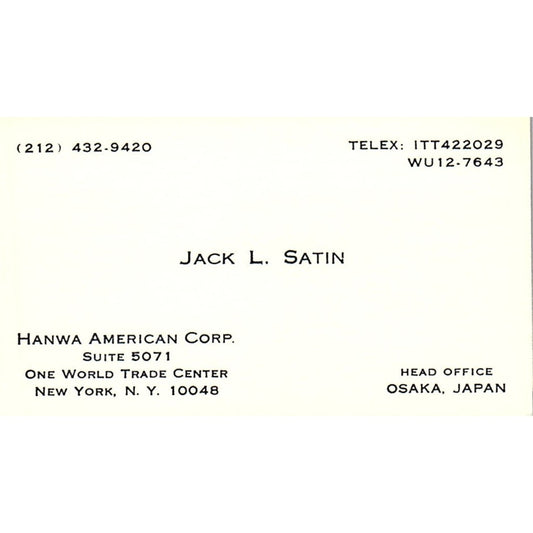 (212) 432-9420
TELEX: ITT422029
WU12-7643
JACK L. SATIN
HANWA AMERICAN CORP.
SUITE 5071
ONE WORLD TRADE CENTER
NEW YORK, N. Y. 10048
HEAD OFFICE
OSAKA, JAPAN